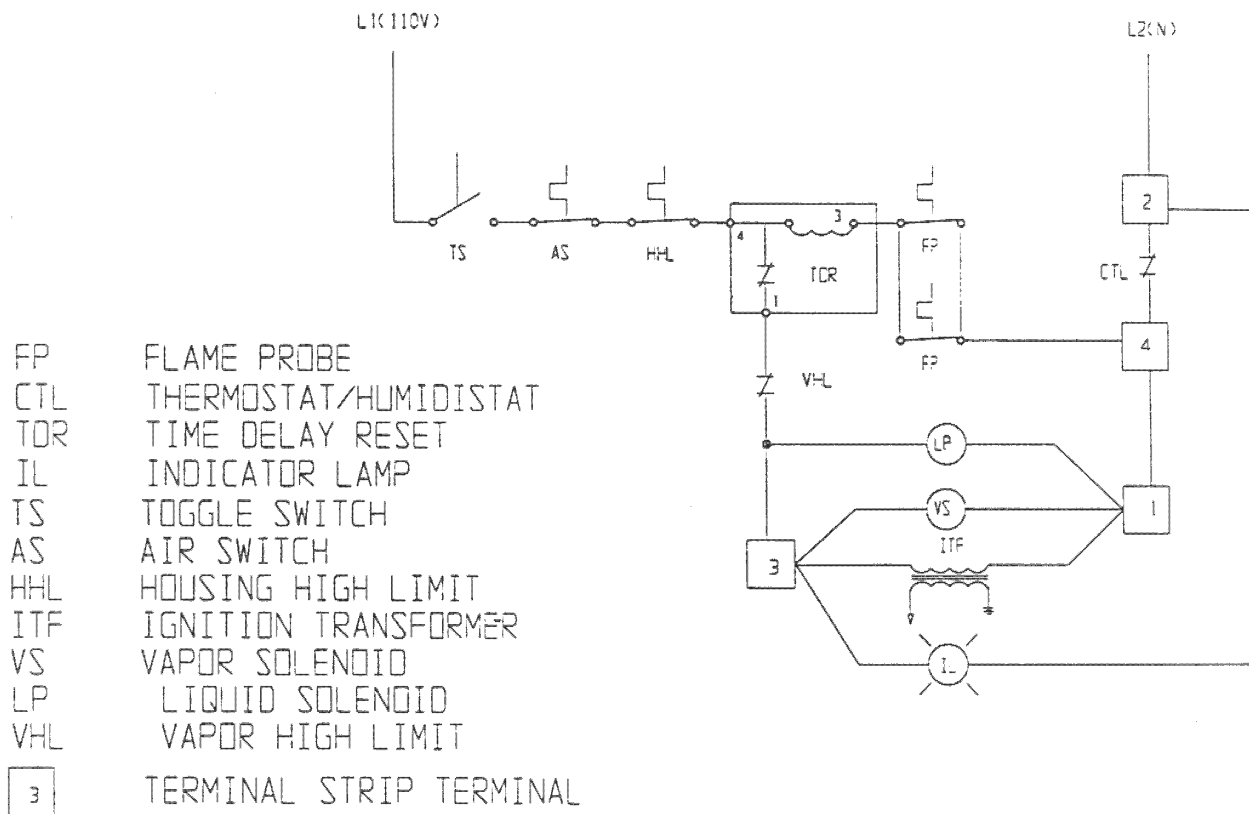 L1(110V)
L2(N)
2
3
4
TS
AS
HHL
FP
TDR
CTL
1
4
FP
VHL
LP
VS
1
ITF
3
IL
FP FLAME PROBE
CTL THERMOSTAT/HUMIDISTAT
TDR TIME DELAY RESET
IL INDICATOR LAMP
TS TOGGLE SWITCH
AS AIR SWITCH
HHL HOUSING HIGH LIMIT
ITF IGNITION TRANSFORMER
VS VAPOR SOLENOID
LP LIQUID SOLENOID
VHL VAPOR HIGH LIMIT
3 TERMINAL STRIP TERMINAL